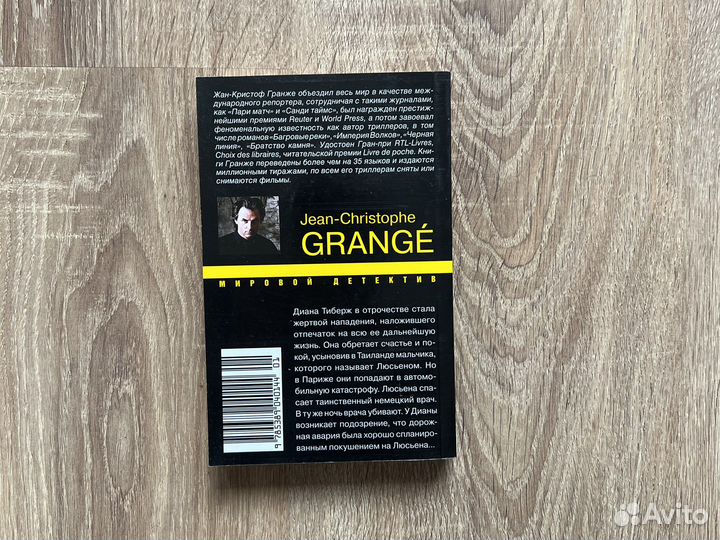 Жан-Кристоф Гранже объездил весь мир в качестве меж-
дународного репортера, сотрудничая с такими журналами,
как «Пари матч» и «Санди таймс», был награжден престиж-
нейшими премиями Reuter и World Press, а потом завоевал
феноменальную известность как автор триллеров, в том
числе романов «Багровые реки», «Империя Волков», «Черная
линия», «Братство камня». Удостоен Гран-при RTL-Livres,
Choix des libraires, читательской премии Livre de poche. Кни-
ги Гранже переведены более чем на 35 языков и издаются
миллионными тиражами, по всем его триллерам сняты или
снимаются фильмы.
Jean-Christophe
GRANGÉ
МИРОВОЙ ДЕТЕКТИВ
Диана Тиберж в отрочестве стала
жертвой нападения, наложившего
отпечаток на всю ее дальнейшую
жизнь. Она обретает счастье и по-
кой, усыновив в Таиланде мальчика,
которого называет Люсьеном. Но
в Париже они попадают в автомо-
бильную катастрофу. Люсьена спа-
сает таинственный немецкий врач.
В ту же ночь врача убивают. У Дианы
возникает подозрение, что дорож-
ная авария была хорошо спланиро-
ванным покушением на Люсьена...
01
9 785389 040144
Avito